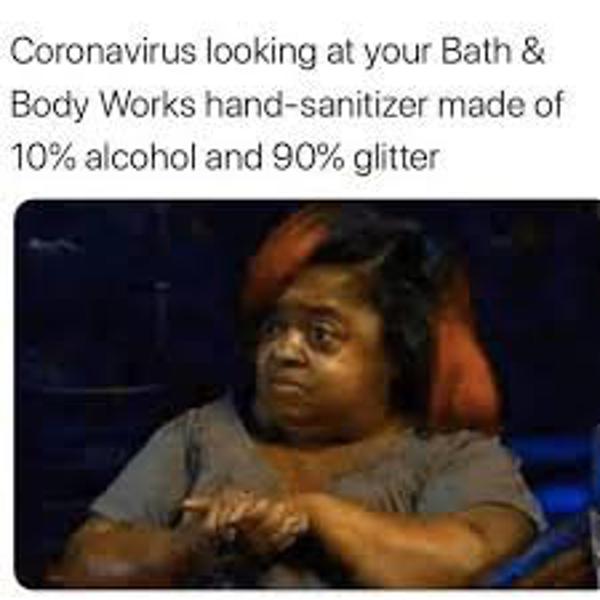 Coronavirus looking at your Bath &
Body Works hand-sanitizer made of
10% alcohol and 90% glitter